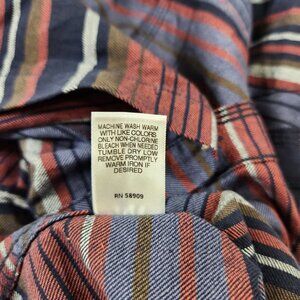 MACHINE WASH WARM
WITH LIKE COLORS
ONLY NON-CHLORINE
BLEACH WHEN NEEDED
TUMBLE DRY LOW
REMOVE PROMPTLY
WARM IRON IF
DESIRED
RN 58909